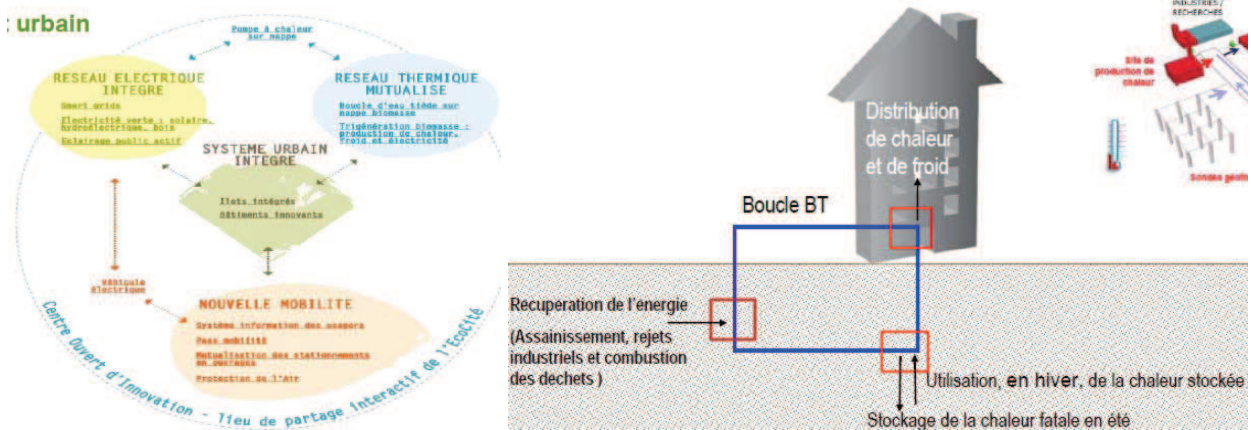 t urbain
Pompe à chaleur
sur nappe
RESEAU ELECTRIQUE
INTEGRE
Smart grids
Electricité verte : solaire,
hydroélectrique, bois
Eclairage public actif
RESEAU THERMIQUE
MUTUALISE
Boucle d'eau tiède sur
nappe biomasse
Trigénération biomasse :
production de chaleur,
froid et électricité
SYSTEME URBAIN
INTEGRE
Ilots intégrés
Bâtiments innovants
Véhicule
électrique
NOUVELLE MOBILITE
Système information des usagers
Pass mobilité
Mutualisation des stationnements
en ouvrages
Protection de l'Air
Centre Ouvert d'Innovation - lieu de partage interactif de l'EcoCité
Distribution
de chaleur
et de froid
Boucle BT
Recuperation de l'énergie
(Assainissement, rejets
industriels et combustion
des dechets )
Utilisation, en hiver, de la chaleur stockée
Stockage de la chaleur fatale en été
INDUSTRIES /
RECHERCHES
Site de
production de
chaleur
Sondes géoth